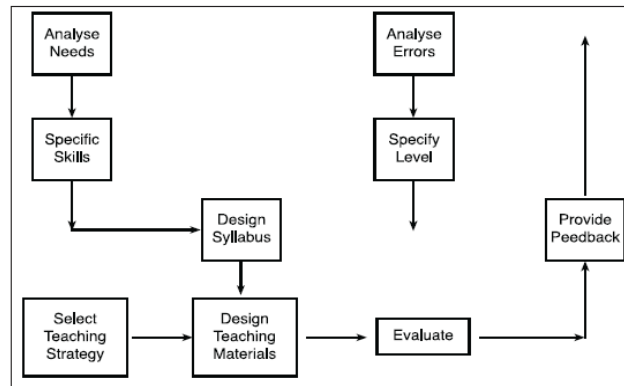 Analyse
Needs
Analyse
Errors
Specific
Skills
Specify
Level
Design
Syllabus
Provide
Peedback
Select
Teaching
Strategy
Design
Teaching
Materials
Evaluate